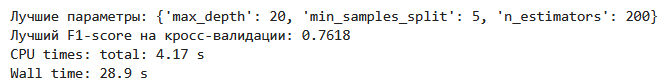 Лучшие параметры: {'max_depth': 20, 'min_samples_split': 5, 'n_estimators': 200}
Лучший F1-score на кросс-валидации: 0.7618
CPU times: total: 4.17 s
Wall time: 28.9 s